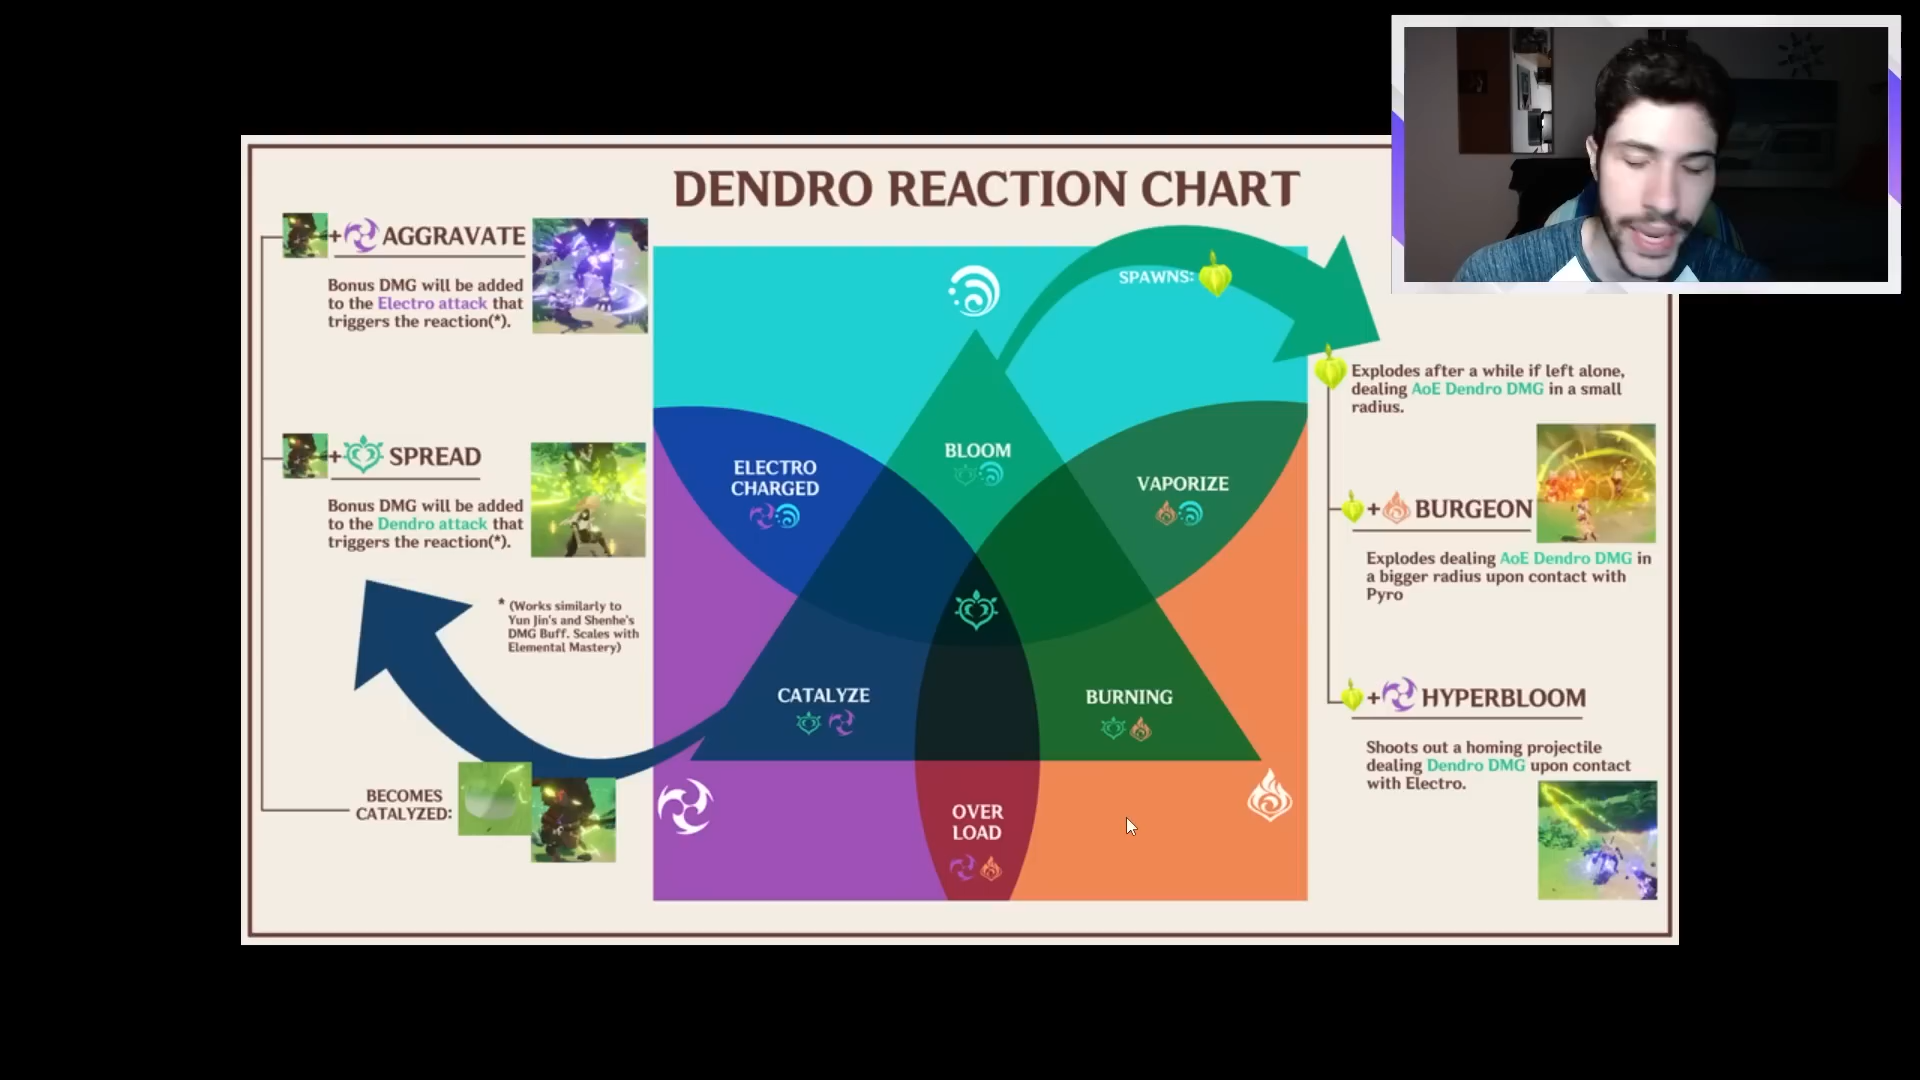 DENDRO REACTION CHART
+ AGGRAVATE
Bonus DMG will be added
to the Electro attack that
triggers the reaction(*).
+ SPREAD
Bonus DMG will be added
to the Dendro attack that
triggers the reaction(*).
* (Works similarly to
Yun Jin's and Shenhe's
DMG Buff. Scales with
Elemental Mastery)
BECOMES
CATALYZED:
SPAWNS:
BLOOM
ELECTRO
CHARGED
VAPORIZE
CATALYZE
BURNING
OVER
LOAD
Explodes after a while if left alone,
dealing AoE Dendro DMG in a small
radius.
+ BURGEON
Explodes dealing AoE Dendro DMG in
a bigger radius upon contact with
Pyro
+ HYPERBLOOM
Shoots out a homing projectile
dealing Dendro DMG upon contact
with Electro.